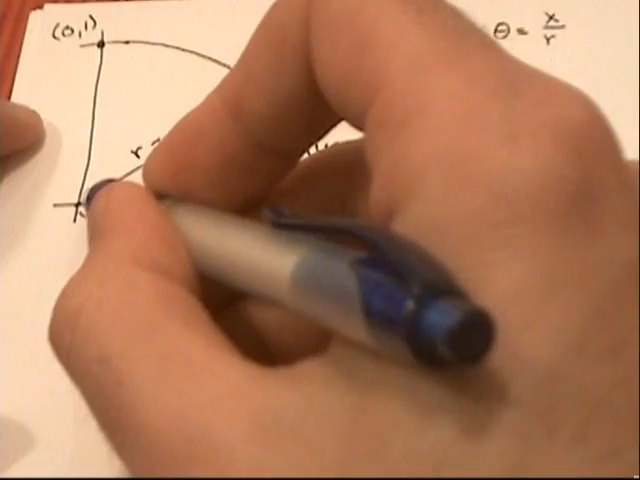 (0,1)
θ = x/r
r =